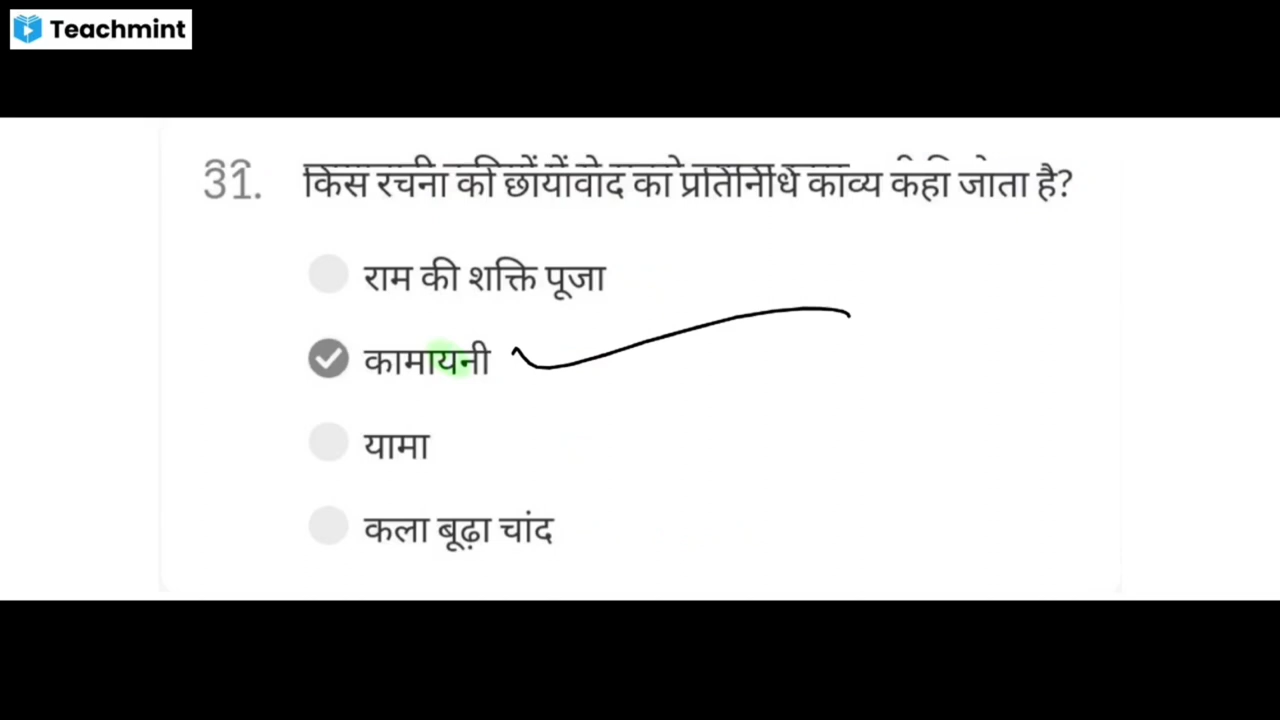 Teachmint
31. किस रचना को छायावाद का प्रतिनिधि काव्य कहा जाता है?
राम की शक्ति पूजा
कामायनी
यामा
कला बूढ़ा चांद